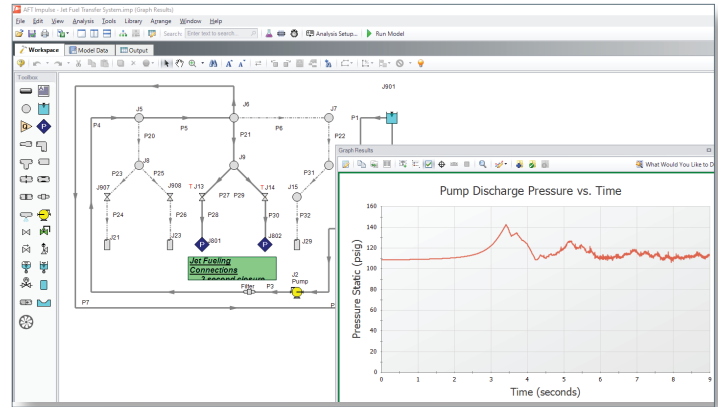 AFT Impulse - Jet Fuel Transfer System.imp (Graph Results)
File Edit View Analysis Tools Library Arrange Window Help
Search: Enter text to search... Analysis Setup... Run Model
Workspace Model Data Output
Toolbox
J901
J5 J6 J7
P4 P5 P6 P1
P20 P21 P22
Graph Results
What Would You Like to D
J8 J9
P23 P25 P31
J907 J908 T J13 P27 P29 T J14 J15
P24 P26 P28 P30 P32
J21 J23 J801 J802 J29
Jet Fueling
Connections
2 second closure
J2
Pump
Filter P3
P7 P
Pump Discharge Pressure vs. Time
Pressure Static (psig)
160
140
120
100
80
60
40
20
0
0 1 2 3 4 5 6 7 8 9
Time (seconds)